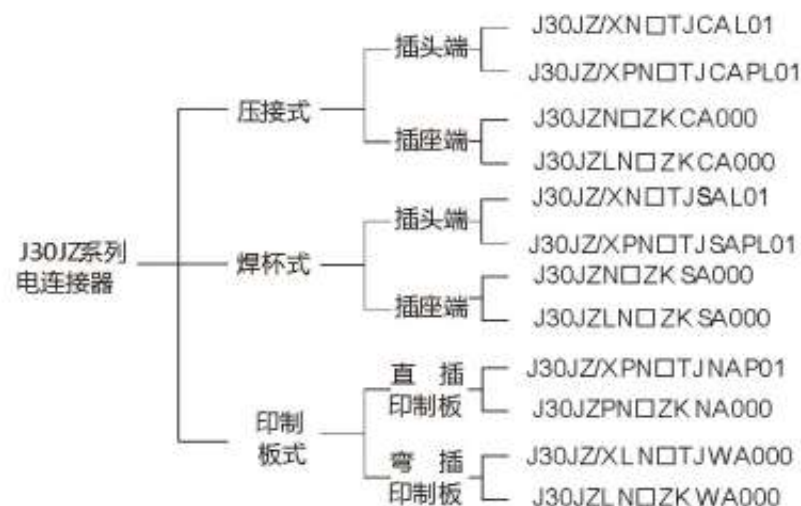 J30JZ系列
电连接器
压接式
插头端
J30JZ/XN□TJCAL01
J30JZ/XPN□TJCAPL01
插座端
J30JZN□ZKCA000
J30JZLN□ZKCA000
焊杯式
插头端
J30JZ/XN□TJSAL01
J30JZ/XPN□TJSAPL01
插座端
J30JZN□ZKSA000
J30JZLN□ZKSA000
印制
板式
直 插
印制板
J30JZ/XPN□TJNAP01
J30JZPN□ZKNA000
弯 插
印制板
J30JZ/XLN□TJWA000
J30JZLN□ZKWA000